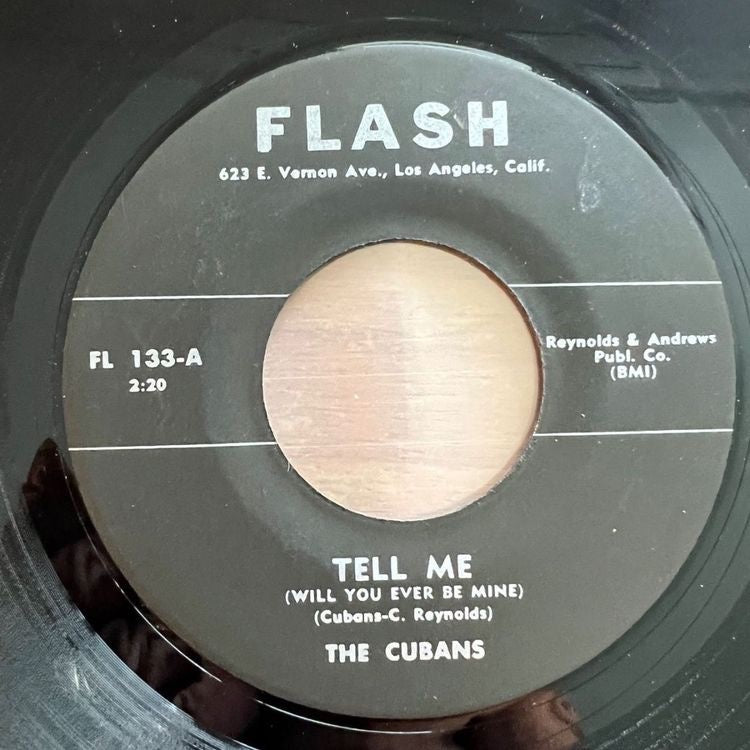 FLASH
623 E. Vernon Ave., Los Angeles, Calif.
FL 133-A
2:20
Reynolds & Andrews
Publ. Co.
(BMI)
TELL ME
(WILL YOU EVER BE MINE)
(Cubans-C. Reynolds)
THE CUBANS